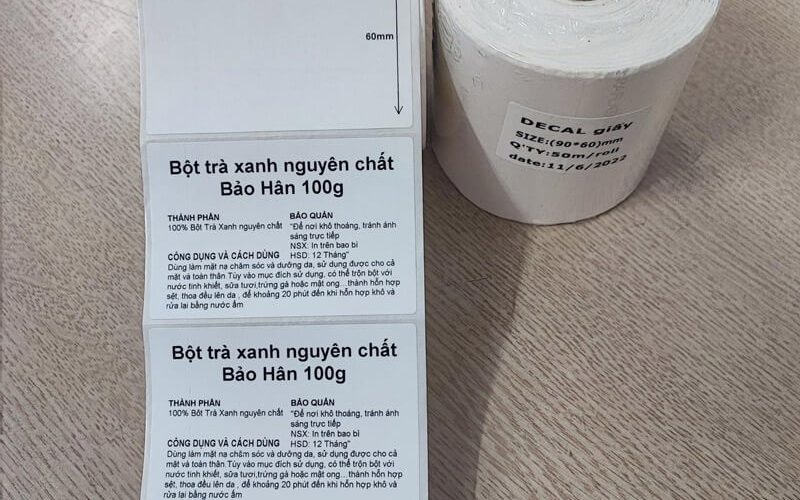 60mm
DECAL giấy
SIZE:(90*60)mm
Q'TY:50m/roll
date:11/6/2022
Bột trà xanh nguyên chất
Bảo Hân 100g
THÀNH PHẦN
100% Bột Trà Xanh nguyên chất
BẢO QUẢN
"Để nơi khô thoáng, tránh ánh
sáng trực tiếp
NSX: In trên bao bì
HSD: 12 Tháng"
CÔNG DỤNG VÀ CÁCH DÙNG
Dùng làm mặt nạ chăm sóc và dưỡng da, sử dụng được cho cả
mặt và toàn thân.Tùy vào mục đích sử dụng, có thể trộn bột với
nước tinh khiết, sữa tươi,trứng gà hoặc mật ong...thành hỗn hợp
sệt, thoa đều lên da , để khoảng 20 phút đến khi hỗn hợp khô và
rửa lại bằng nước ấm
Bột trà xanh nguyên chất
Bảo Hân 100g
THÀNH PHẦN
100% Bột Trà Xanh nguyên chất
BẢO QUẢN
"Để nơi khô thoáng, tránh ánh
sáng trực tiếp
NSX: In trên bao bì
HSD: 12 Tháng"
CÔNG DỤNG VÀ CÁCH DÙNG
Dùng làm mặt nạ chăm sóc và dưỡng da, sử dụng được cho cả
mặt và toàn thân.Tùy vào mục đích sử dụng, có thể trộn bột với
nước tinh khiết, sữa tươi,trứng gà hoặc mật ong...thành hỗn hợp
sệt, thoa đều lên da , để khoảng 20 phút đến khi hỗn hợp khô và
rửa lại bằng nước ấm